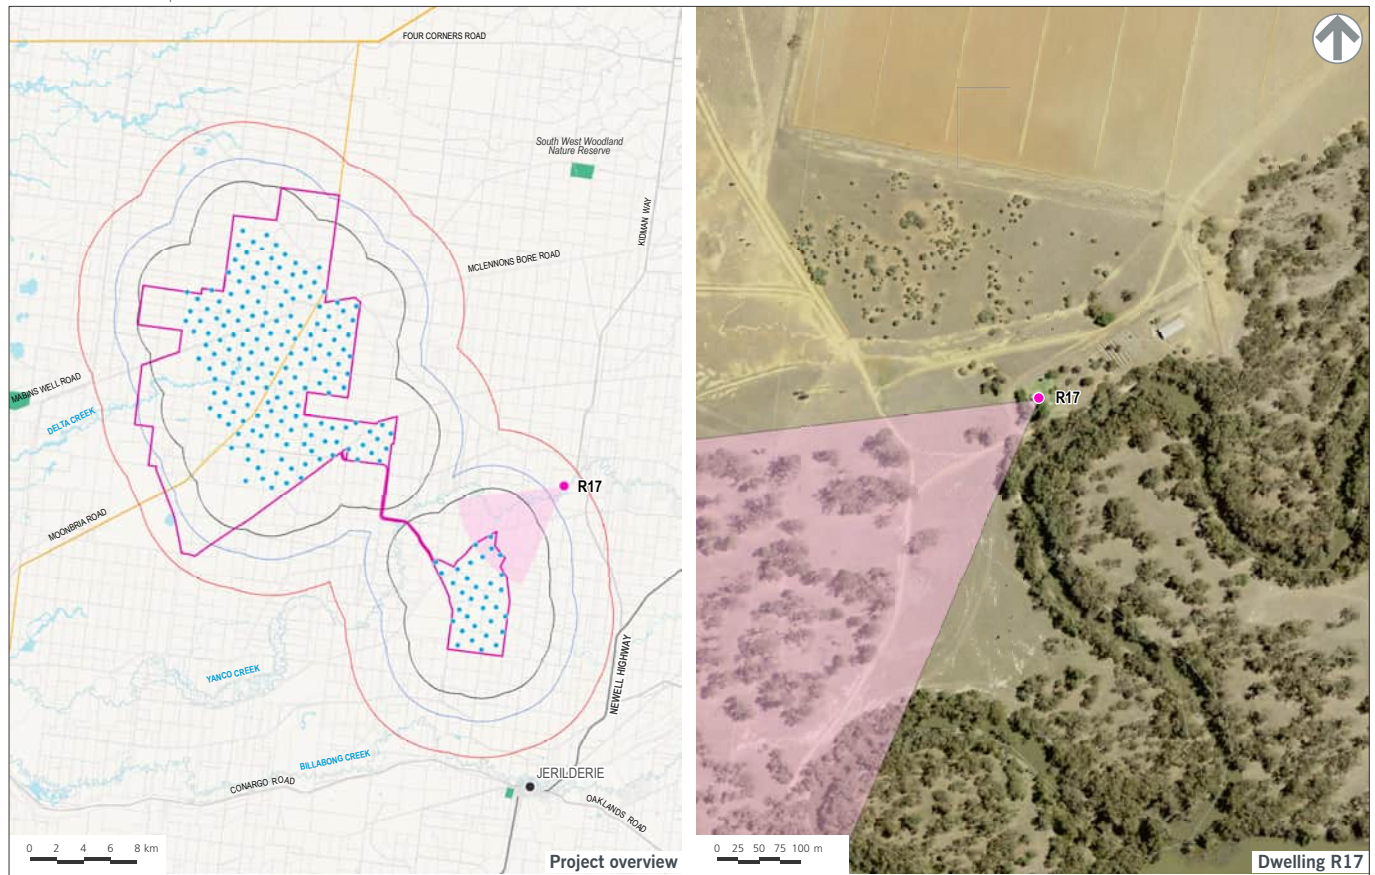 FOUR CORNERS ROAD
South West Woodland
Nature Reserve
KIDMAN WAY
MCLENNONS BORE ROAD
MABINS WELL ROAD
DELTA CREEK
R17
MOONBRIA ROAD
NEWELL HIGHWAY
YANCO CREEK
BILLABONG CREEK
CONARGO ROAD
JERILDERIE
OAKLANDS ROAD
0 2 4 6 8 km
Project overview
R17
0 25 50 75 100 m
Dwelling R17